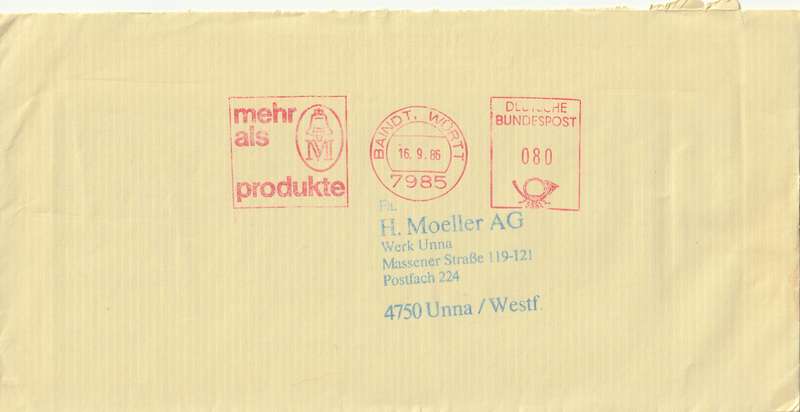 mehr
als
M
produkte
BAINDT, WÜRTT
16. 9. 86
7985
DEUTSCHE
BUNDESPOST
080
Fa.
H. Moeller AG
Werk Unna
Massener Straße 119-121
Postfach 224
4750 Unna / Westf.